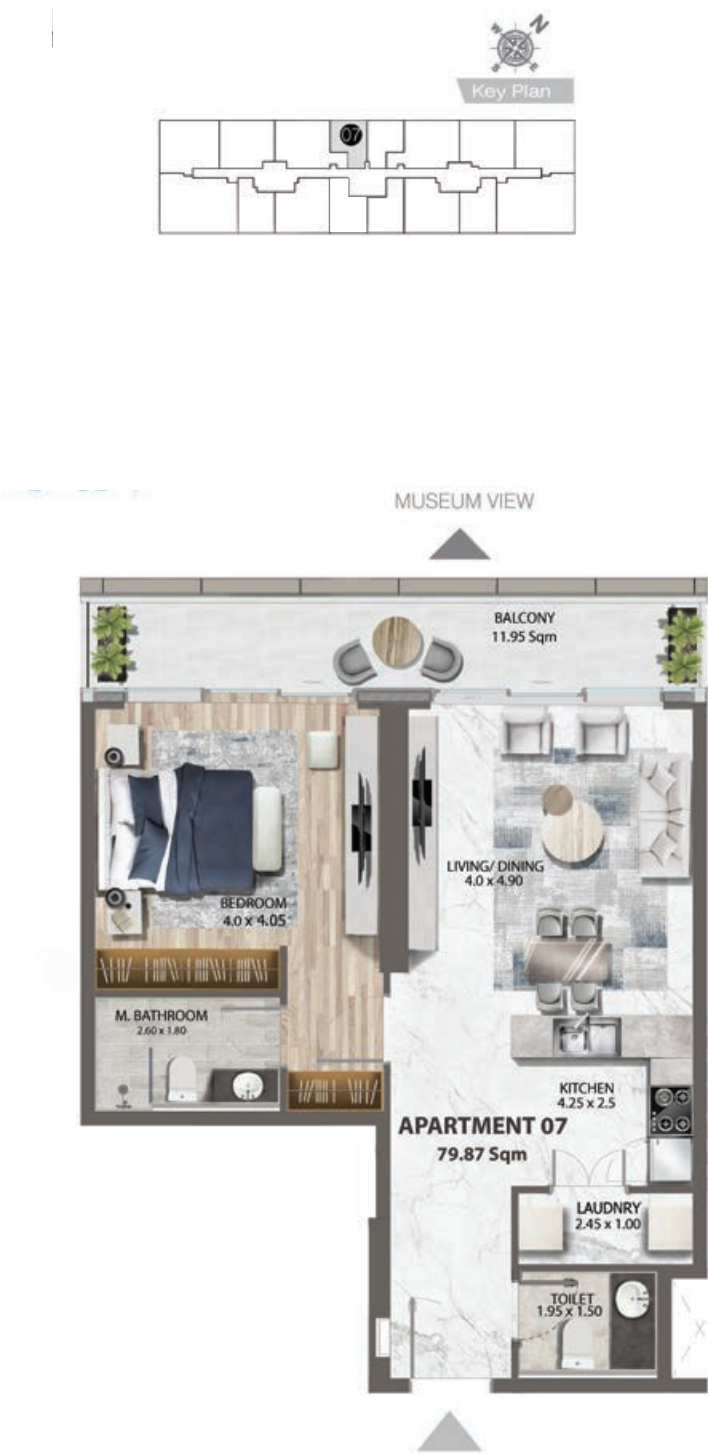 N
W
E
S
Key Plan
07
MUSEUM VIEW
BALCONY
11.95 Sqm
LIVING/ DINING
4.0 x 4.90
BEDROOM
4.0 x 4.05
M. BATHROOM
2.60 x 1.80
KITCHEN
4.25 x 2.5
APARTMENT 07
79.87 Sqm
LAUDNRY
2.45 x 1.00
TOILET
1.95 x 1.50